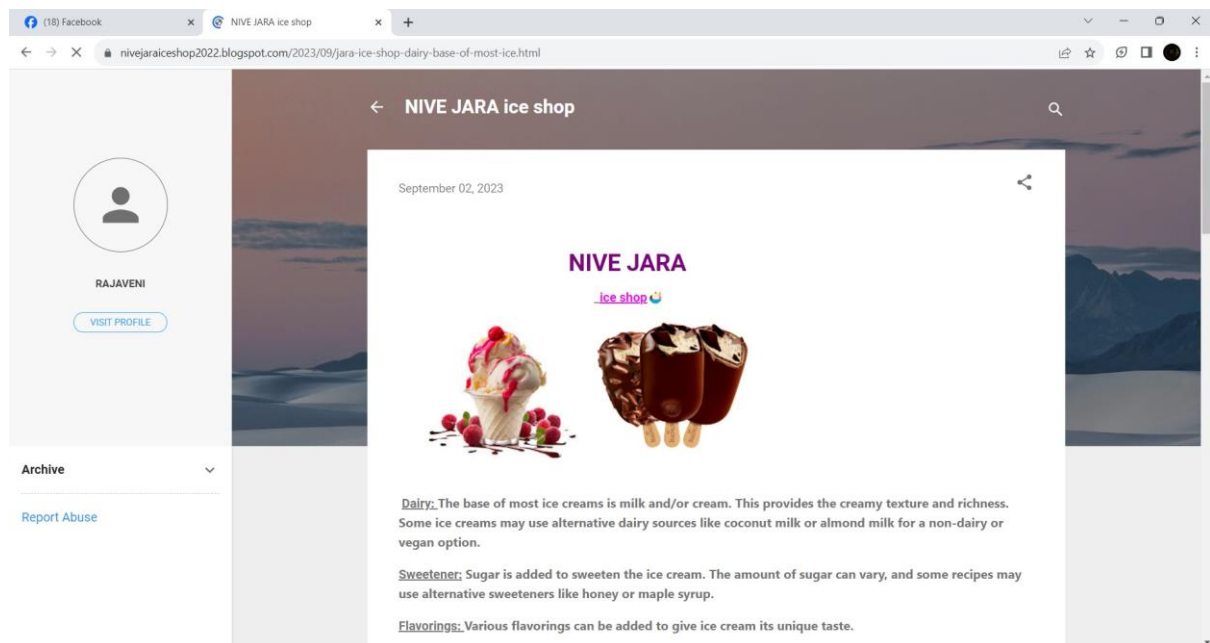 (18) Facebook
NIVE JARA ice shop
nivejaraiceshop2022.blogspot.com/2023/09/jara-ice-shop-dairy-base-of-most-ice.html
NIVE JARA ice shop
September 02, 2023
RAJAVENI
VISIT PROFILE
Archive
Report Abuse
NIVE JARA
ice shop
Dairy: The base of most ice creams is milk and/or cream. This provides the creamy texture and richness.
Some ice creams may use alternative dairy sources like coconut milk or almond milk for a non-dairy or
vegan option.
Sweetener: Sugar is added to sweeten the ice cream. The amount of sugar can vary, and some recipes may
use alternative sweeteners like honey or maple syrup.
Flavorings: Various flavorings can be added to give ice cream its unique taste.